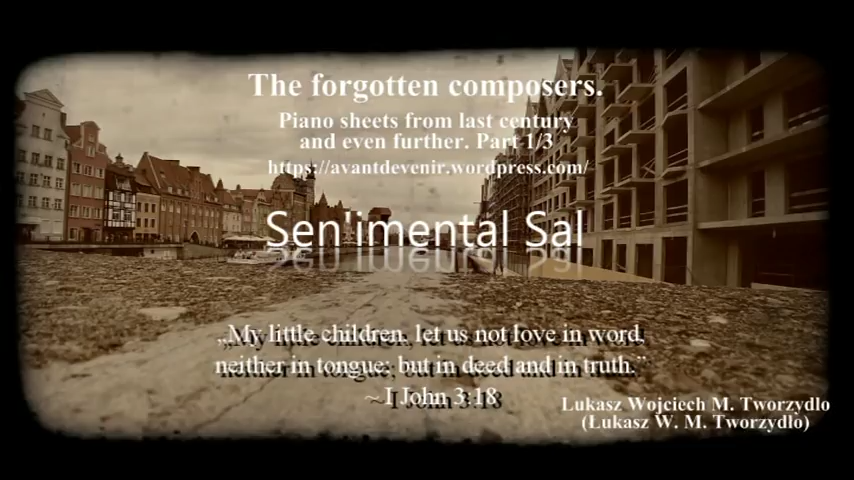 The forgotten composers.
Piano sheets from last century
and even further. Part 1/3
https://avantdevenir.wordpress.com/
Sen'imental Sal
„My little children, let us not love in word,
neither in tongue; but in deed and in truth.”
~ I John 3:18
Lukasz Wojciech M. Tworzydlo
(Łukasz W. M. Tworzydło)